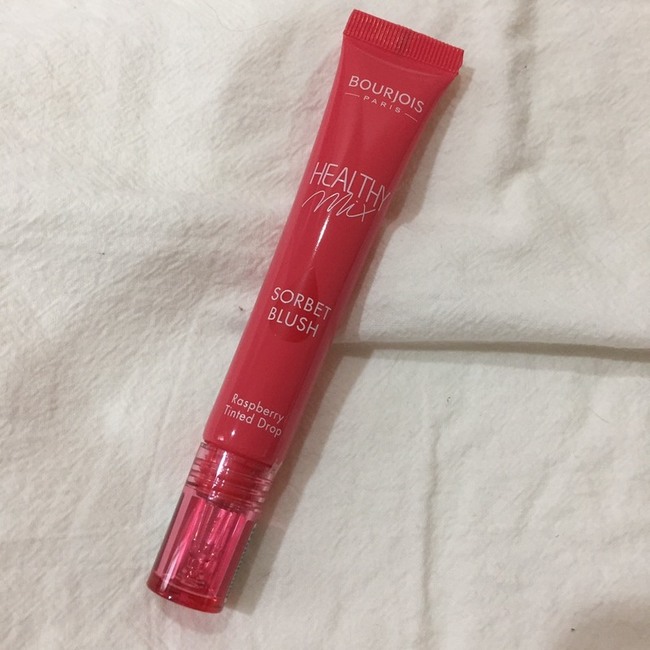 BOURJOIS
PARIS
HEALTHY
Mix
SORBET
BLUSH
Raspberry
Tinted Drop